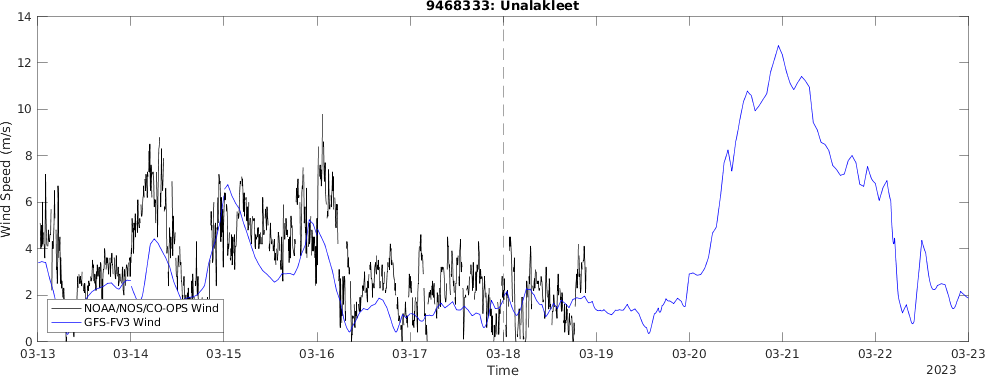 9468333: Unalakleet
14
12
10
8
6
4
2
0
Wind Speed (m/s)
NOAA/NOS/CO-OPS Wind
GFS-FV3 Wind
03-13 03-14 03-15 03-16 03-17 03-18 03-19 03-20 03-21 03-22 03-23
Time
2023